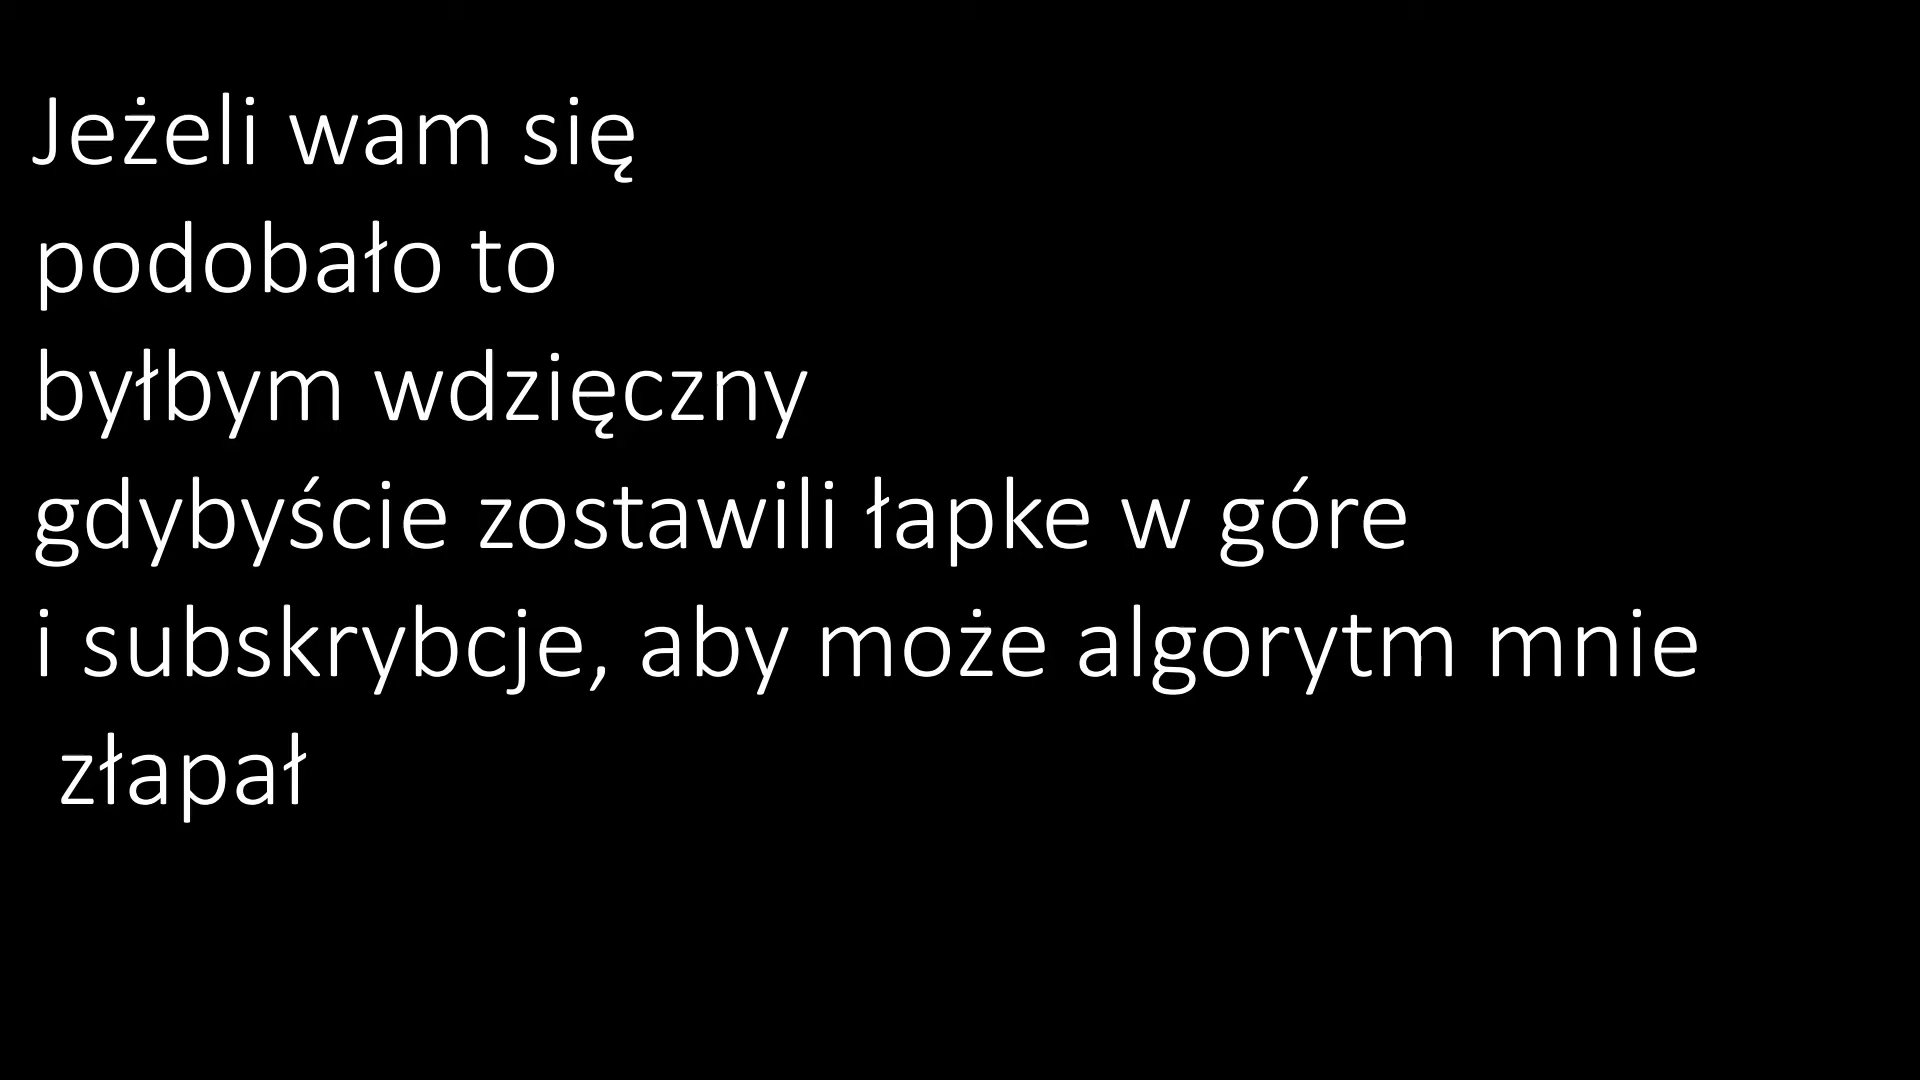 Jeżeli wam się
podobało to
byłbym wdzięczny
gdybyście zostawili łapke w góre
i subskrybcje, aby może algorytm mnie
złapał